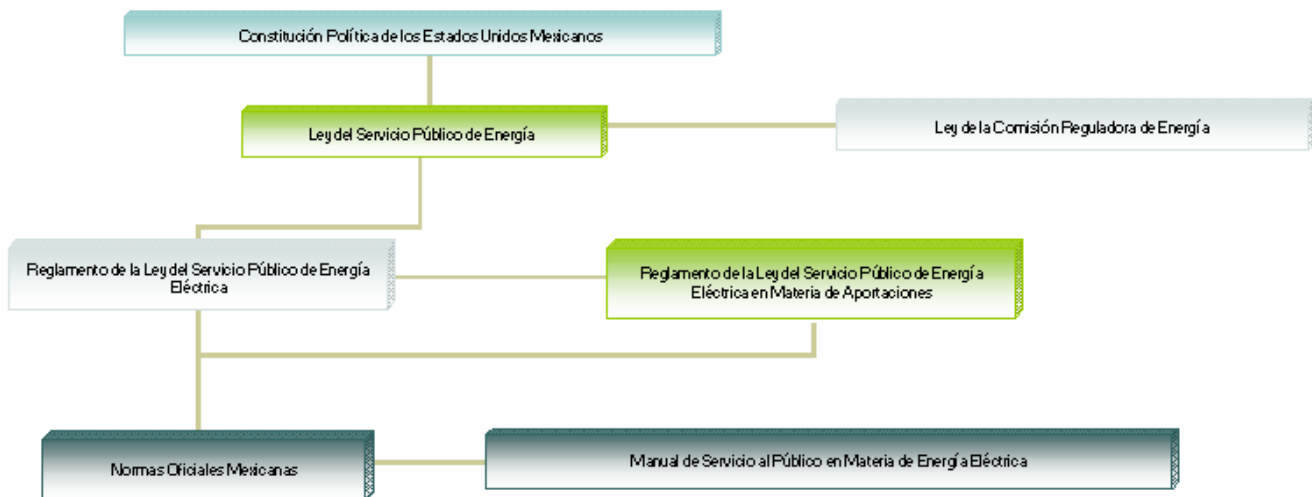 Constitución Política de los Estados Unidos Mexicanos
Ley del Servicio Público de Energía
Ley de la Comisión Reguladora de Energía
Reglamento de la Ley del Servicio Público de Energía
Eléctrica
Reglamento de la Ley del Servicio Público de Energía
Eléctrica en Materia de Aportaciones
Normas Oficiales Mexicanas
Manual de Servicio al Público en Materia de Energía Eléctrica